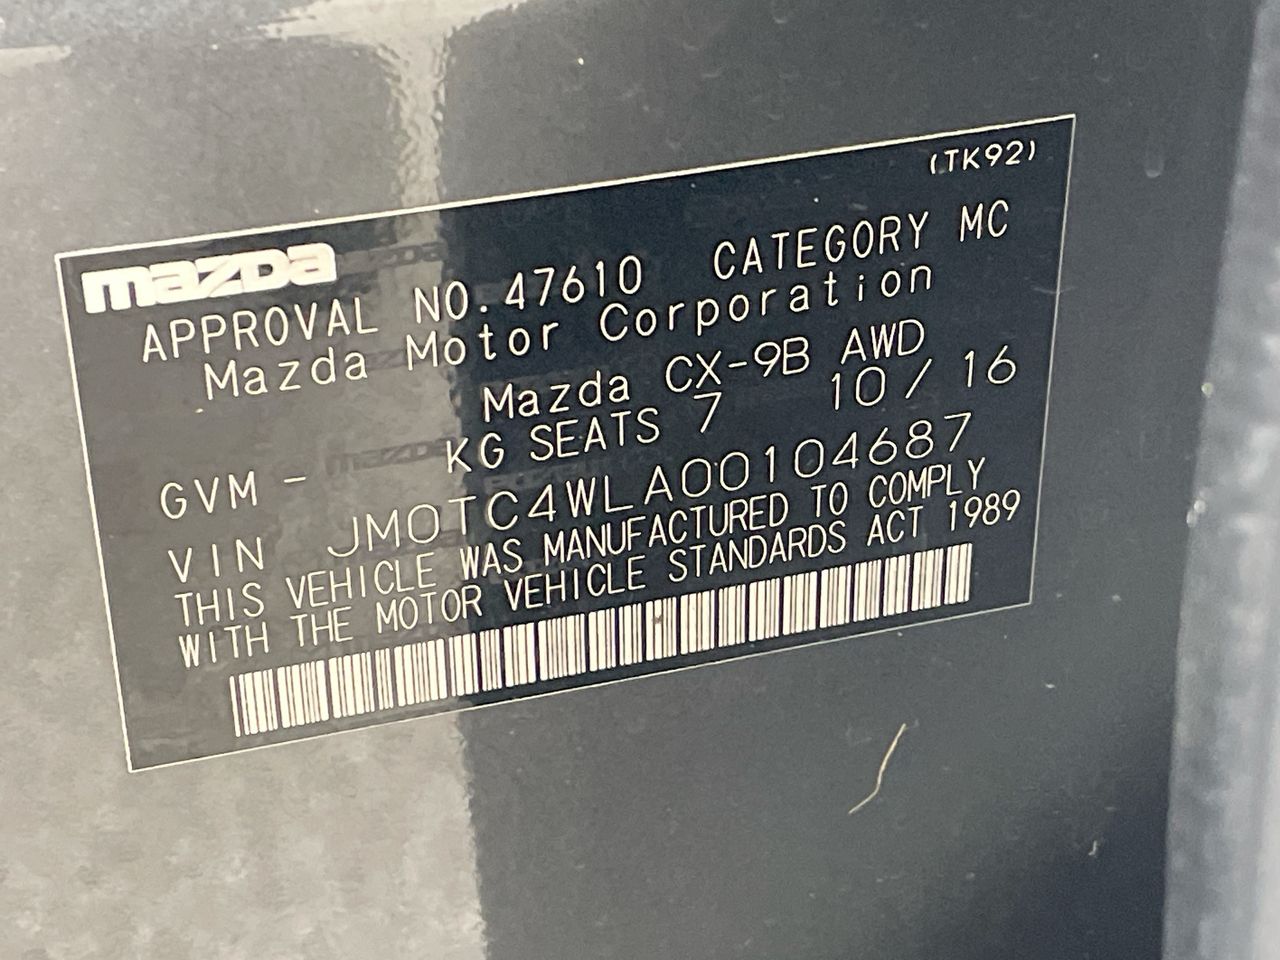 (TK92)
mazda
APPROVAL NO. 47610 CATEGORY MC
Mazda Motor Corporation
Mazda CX-9B AWD
GVM - KG SEATS 7 10/16
VIN JM0TC4WLA00104687
THIS VEHICLE WAS MANUFACTURED TO COMPLY
WITH THE MOTOR VEHICLE STANDARDS ACT 1989